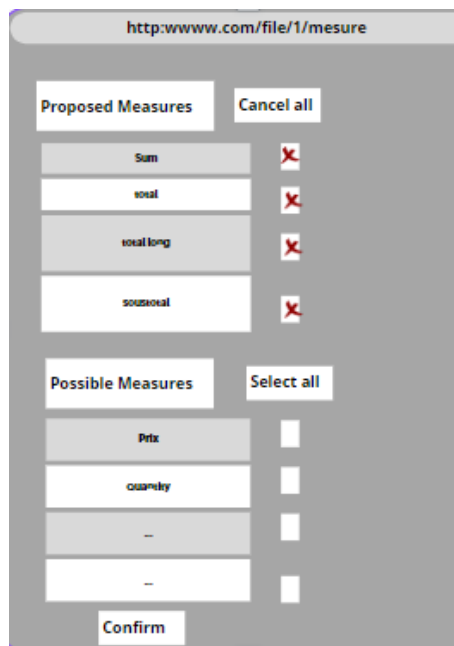 http:wwww.com/file/1/mesure
Proposed Measures Cancel all
Sum
total
total long
soustotal
Possible Measures Select all
Prix
Quantity
...
...
Confirm